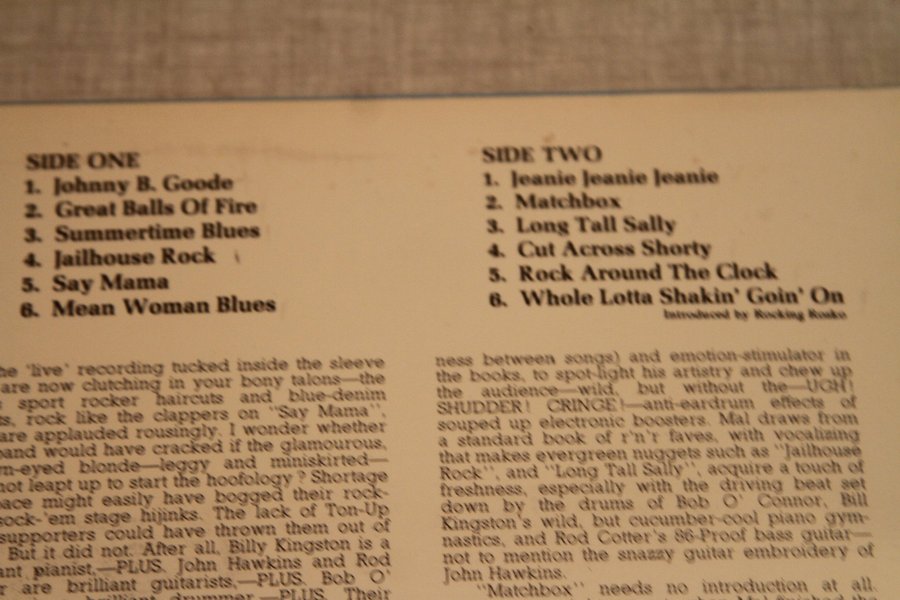 SIDE ONE
1. Johnny B. Goode
2. Great Balls Of Fire
3. Summertime Blues
4. Jailhouse Rock
5. Say Mama
6. Mean Woman Blues
SIDE TWO
1. Jeanie Jeanie Jeanie
2. Matchbox
3. Long Tall Sally
4. Cut Across Shorty
5. Rock Around The Clock
6. Whole Lotta Shakin' Goin' On
Introduced by Rocking Rosko
he 'live' recording tucked inside the sleeve
are now clutching in your bony talons—the
sport rocker haircuts and blue-denim
ts, rock like the clappers on "Say Mama",
are applauded rousingly. I wonder whether
band would have cracked if the glamourous,
rn-eyed blonde—leggy and miniskirted—
not leapt up to start the hoofology? Shortage
pace might easily have bogged their rock-
sock-'em stage hijinks. The lack of Ton-Up
supporters could have thrown them out of
But it did not. After all, Billy Kingston is a
ant pianist,—PLUS. John Hawkins and Rod
r are brilliant guitarists,—PLUS. Bob O'
brilliant drummer,—PLUS. Their
ness between songs) and emotion-stimulator in
the books, to spot-light his artistry and chew up
the audience—wild, but without the—UGH!
SHUDDER! CRINGE!—anti-eardrum effects of
souped up electronic boosters. Mal draws from
a standard book of r'n'r faves, with vocalizing
that makes evergreen nuggets such as "Jailhouse
Rock", and "Long Tall Sally", acquire a touch of
freshness, especially with the driving beat set
down by the drums of Bob O' Connor, Bill
Kingston's wild, but cucumber-cool piano gym-
nastics, and Rod Cotter's 86-Proof bass guitar—
not to mention the snazzy guitar embroidery of
John Hawkins.
"Matchbox" needs no introduction at all.